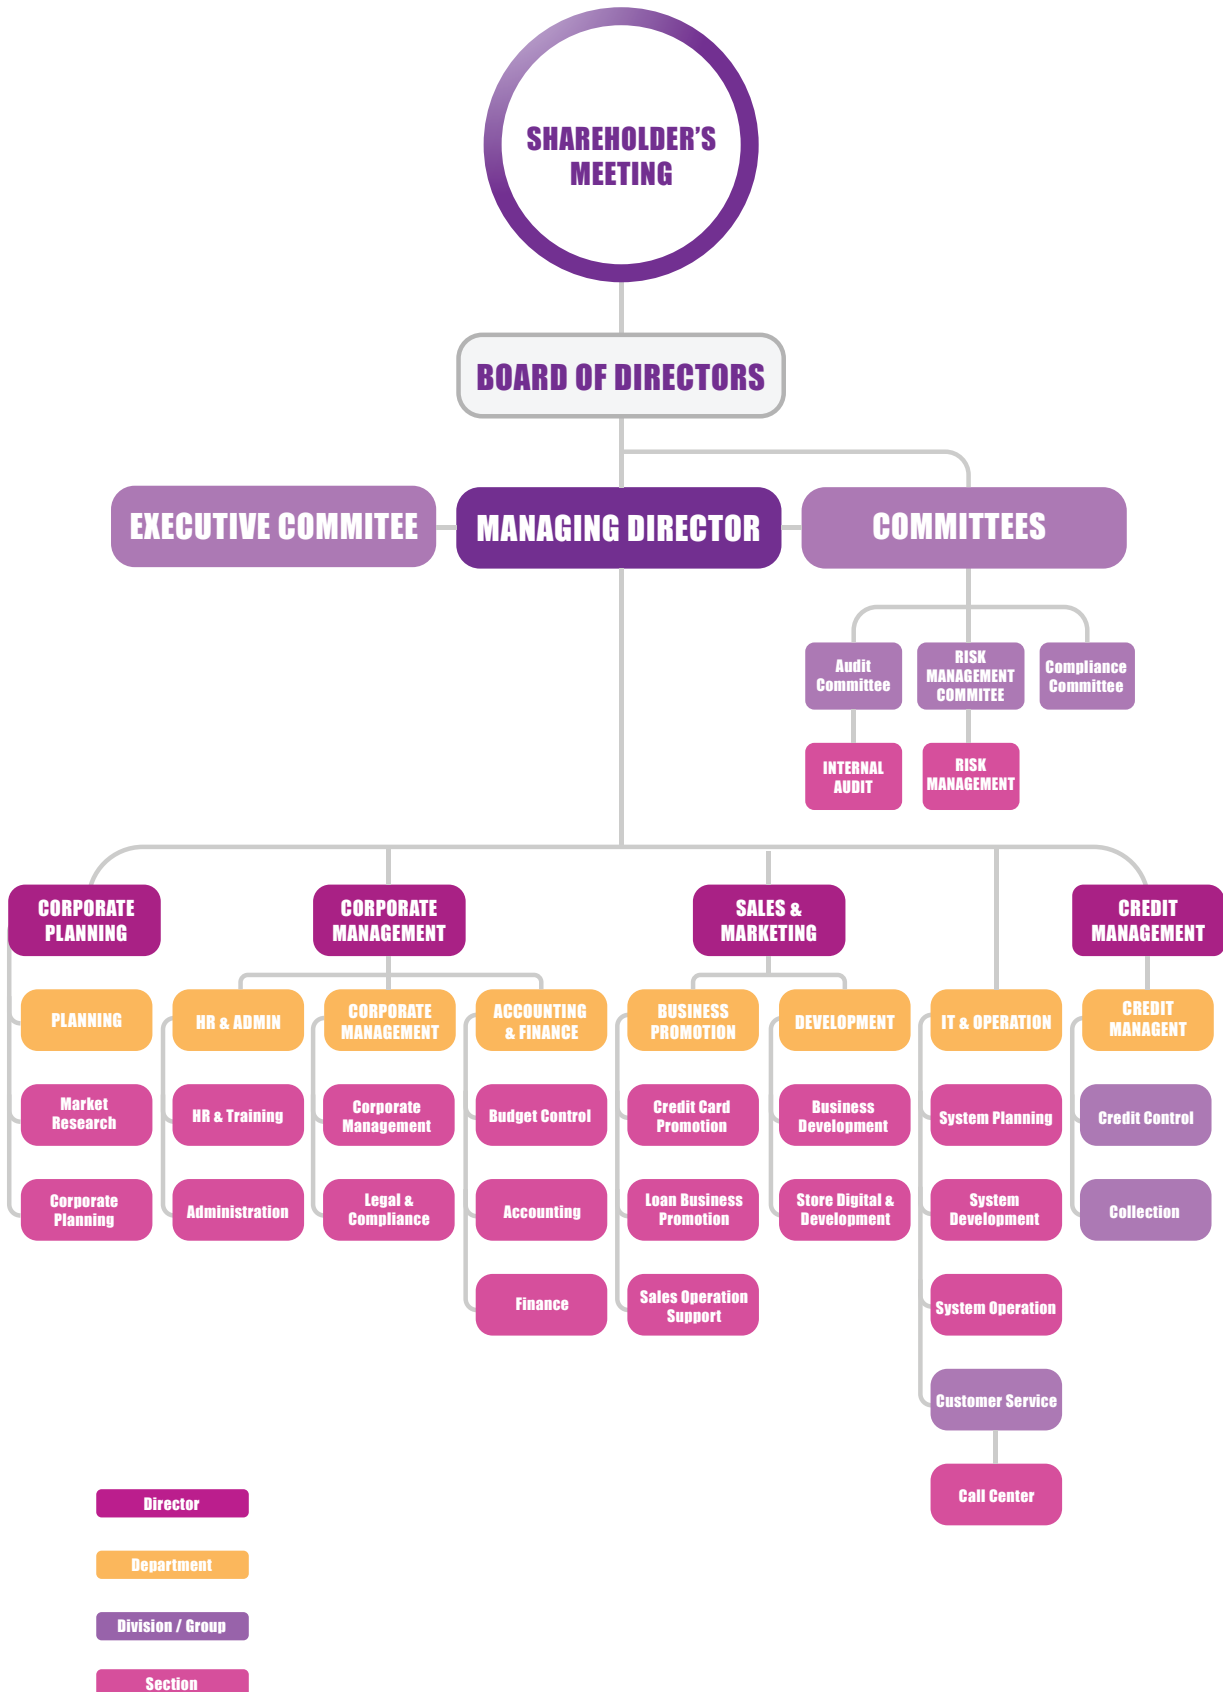 SHAREHOLDER’S
MEETING
BOARD OF DIRECTORS
EXECUTIVE COMMITEE
MANAGING DIRECTOR
COMMITTEES
Audit
Committee
RISK
MANAGEMENT
COMMITEE
Compliance
Committee
INTERNAL
AUDIT
RISK
MANAGEMENT
CORPORATE
PLANNING
CORPORATE
MANAGEMENT
SALES &
MARKETING
CREDIT
MANAGEMENT
PLANNING
HR & ADMIN
CORPORATE
MANAGEMENT
ACCOUNTING
& FINANCE
BUSINESS
PROMOTION
DEVELOPMENT
IT & OPERATION
CREDIT
MANAGENT
Market
Research
HR & Training
Corporate
Management
Budget Control
Credit Card
Promotion
Business
Development
System Planning
Credit Control
Corporate
Planning
Administration
Legal &
Compliance
Accounting
Loan Business
Promotion
Store Digital &
Development
System
Development
Collection
Finance
Sales Operation
Support
System Operation
Customer Service
Call Center
Director
Department
Division / Group
Section